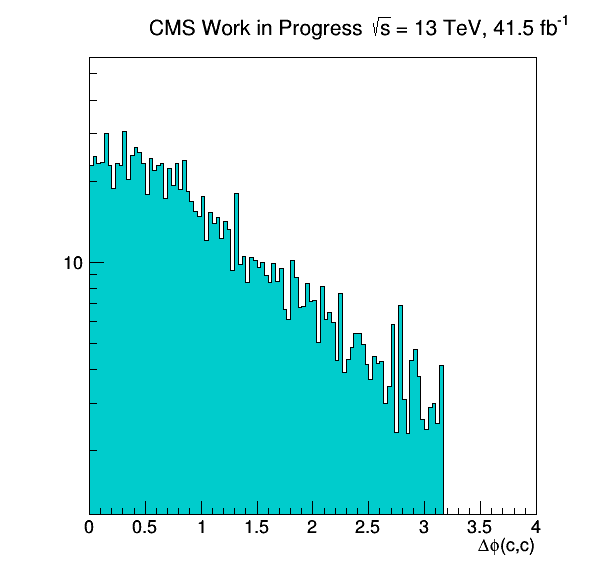 CMS Work in Progress √s = 13 TeV, 41.5 fb⁻¹
10
0 0.5 1 1.5 2 2.5 3 3.5 4
Δϕ(c,c)